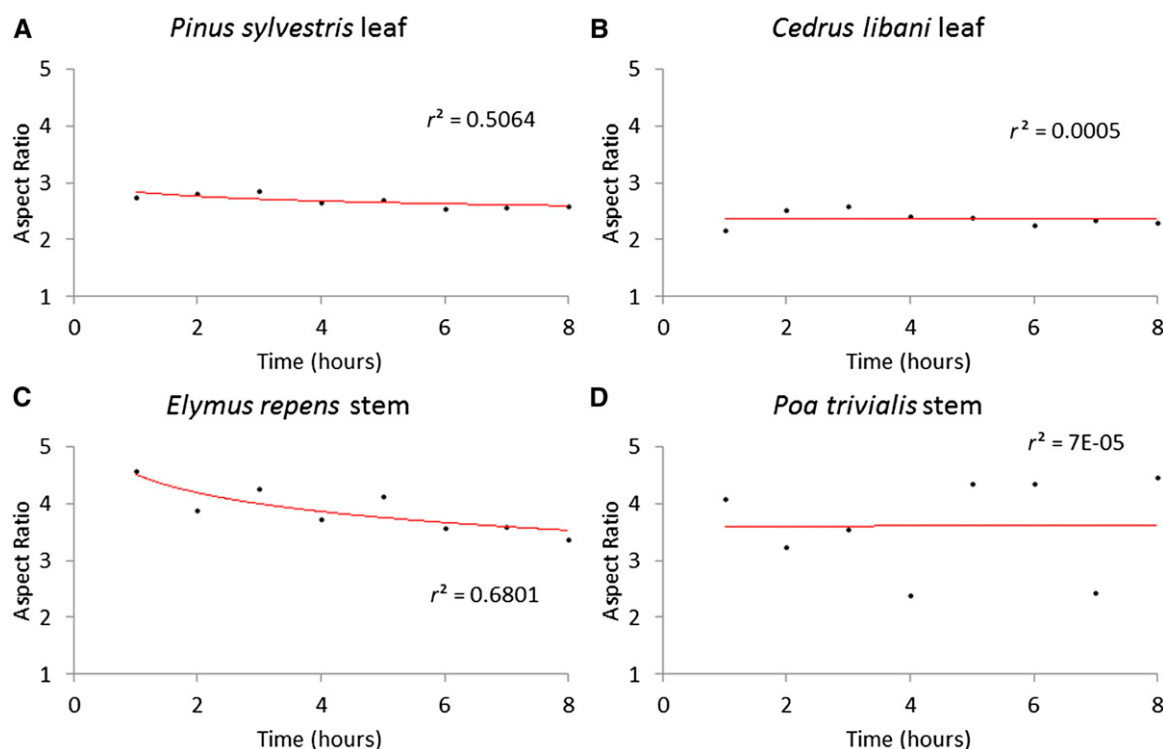 A
Pinus sylvestris leaf
5
4
3
2
1
Aspect Ratio
r² = 0.5064
0 2 4 6 8
Time (hours)
B
Cedrus libani leaf
5
4
3
2
1
Aspect Ratio
r² = 0.0005
0 2 4 6 8
Time (hours)
C
Elymus repens stem
5
4
3
2
1
Aspect Ratio
r² = 0.6801
0 2 4 6 8
Time (hours)
D
Poa trivialis stem
5
4
3
2
1
Aspect Ratio
r² = 7E-05
0 2 4 6 8
Time (hours)